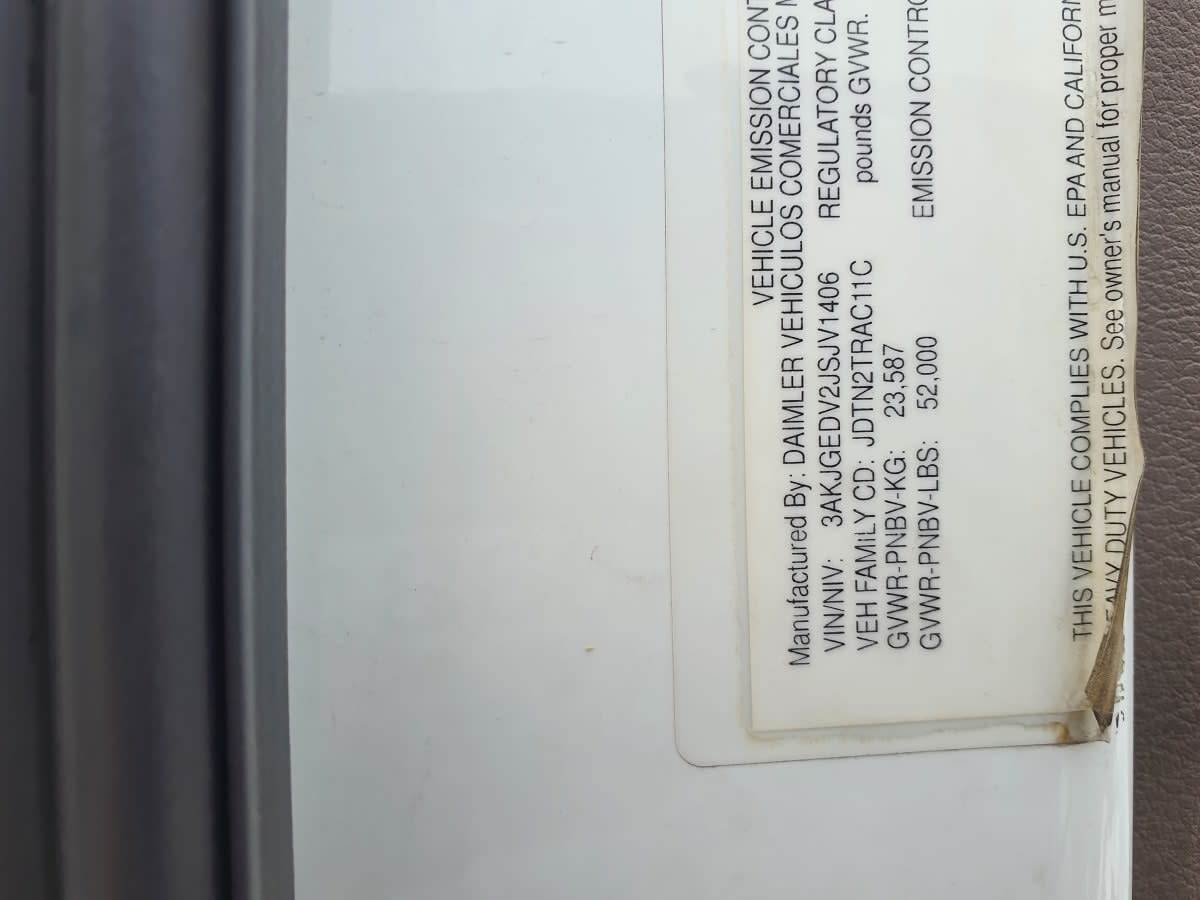 VEHICLE EMISSION CONT
Manufactured By: DAIMLER VEHICULOS COMERCIALES M
VIN/NIV: 3AKJGEDV2JSJV1406 REGULATORY CLA
VEH FAMILY CD: JDTN2TRAC11C pounds GVWR.
GVWR-PNBV-KG: 23,587
GVWR-PNBV-LBS: 52,000 EMISSION CONTRO
THIS VEHICLE COMPLIES WITH U.S. EPA AND CALIFORN
EAVY DUTY VEHICLES. See owner's manual for proper m